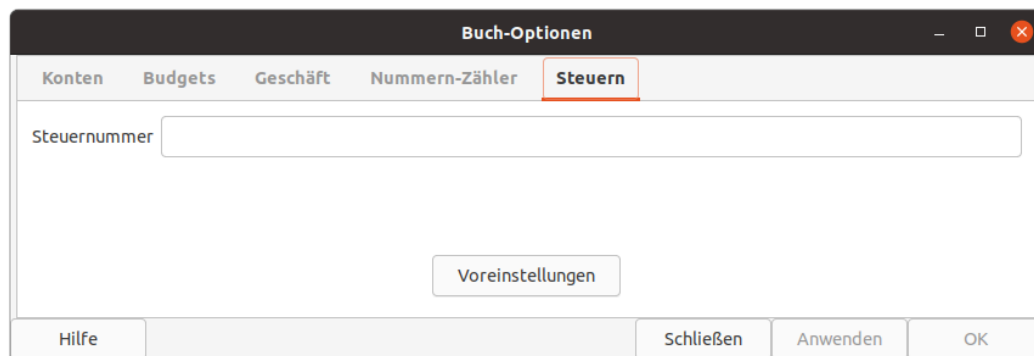 Buch-Optionen
Konten Budgets Geschäft Nummern-Zähler Steuern
Steuernummer
Voreinstellungen
Hilfe Schließen Anwenden OK